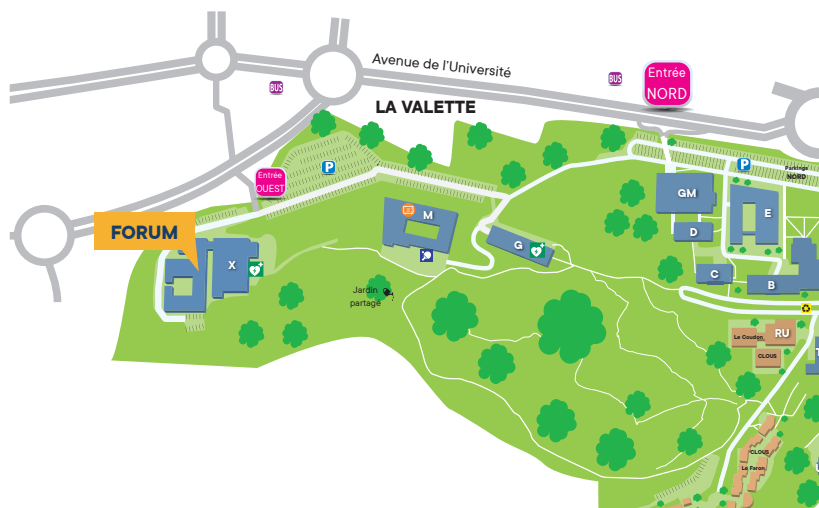 Avenue de l'Université
BUS
BUS
Entrée
NORD
LA VALETTE
P
P
Parkings
NORD
Entrée
OUEST
GM
E
M
FORUM
D
G
X
C
B
Jardin
partagé
Le Coudon
RU
CLOUS
CLOUS
Le Faron